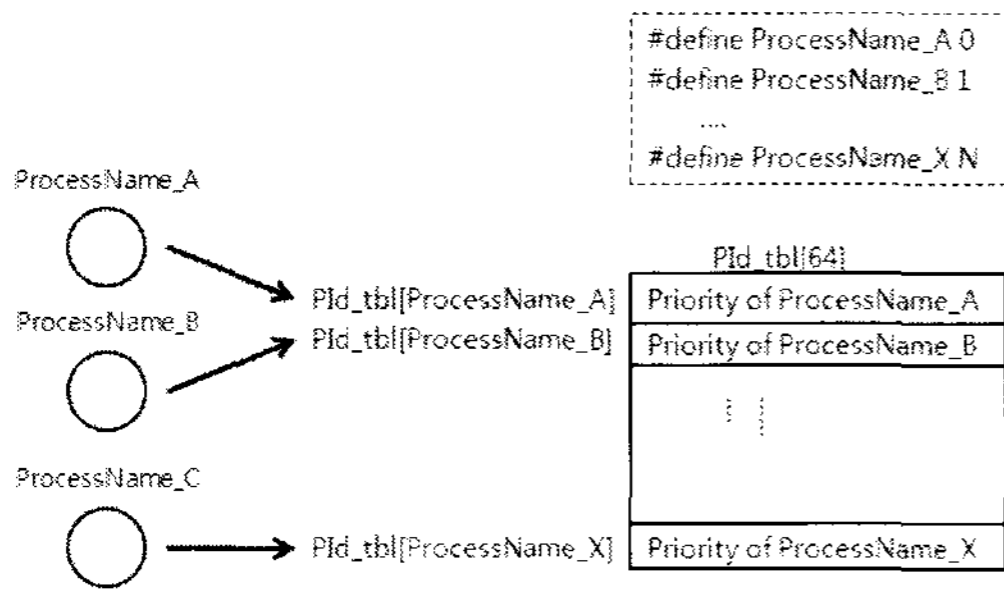 #define ProcessName_A 0
#define ProcessName_B 1
....
#define ProcessName_X N
ProcessName_A
PId_tbl[64]
PId_tbl[ProcessName_A]
Priority of ProcessName_A
ProcessName_B
PId_tbl[ProcessName_B]
Priority of ProcessName_B
ProcessName_C
PId_tbl[ProcessName_X]
Priority of ProcessName_X